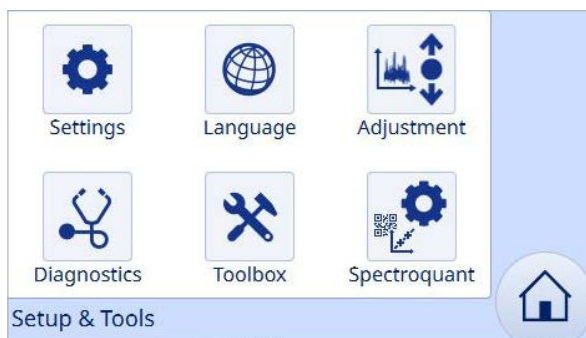 Settings
Language
Adjustment
Diagnostics
Toolbox
Spectroquant
Setup & Tools